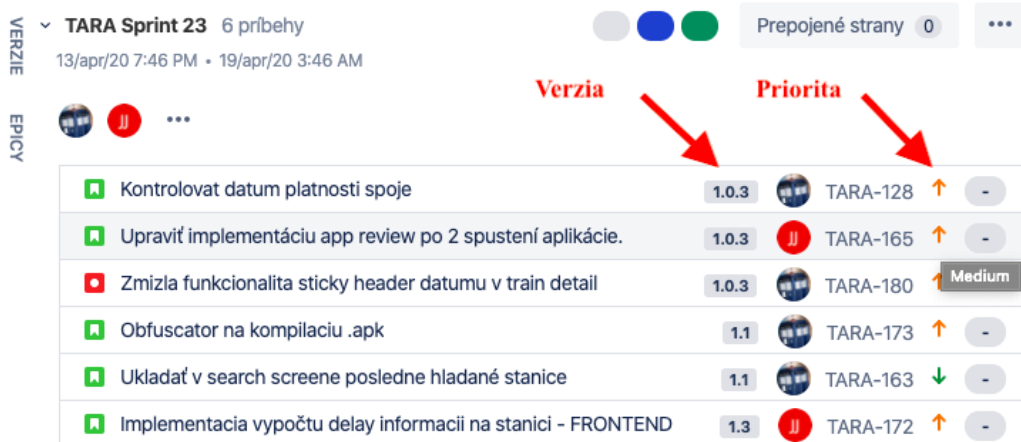 VERZIE
EPICY
TARA Sprint 23 6 príbehy
Prepojené strany 0
13/apr/20 7:46 PM • 19/apr/20 3:46 AM
Verzia
Priorita
JJ
Kontrolovat datum platnosti spoje 1.0.3 TARA-128 -
Upraviť implementáciu app review po 2 spustení aplikácie. 1.0.3 JJ TARA-165 -
Zmizla funkcionalita sticky header datumu v train detail 1.0.3 TARA-180 -
Medium
Obfuscator na kompilaciu .apk 1.1 TARA-173 -
Ukladať v search screene posledne hladané stanice 1.1 TARA-163 -
Implementacia vypočtu delay informacii na stanici - FRONTEND 1.3 JJ TARA-172 -